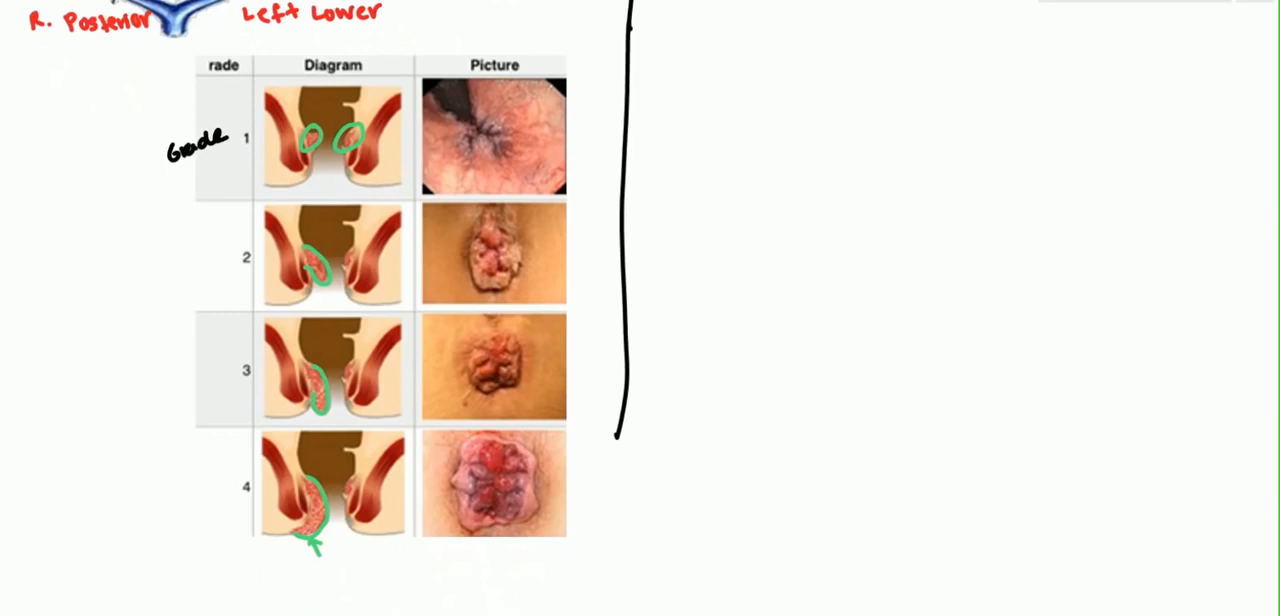 R. Posterior
Left Lower
rade Diagram Picture
Grade 1
2
3
4